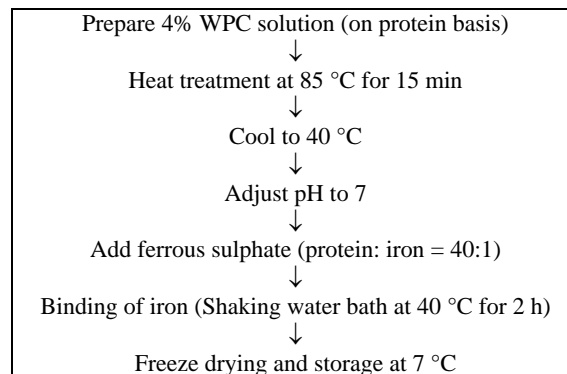 Prepare 4% WPC solution (on protein basis)
↓
Heat treatment at 85 °C for 15 min
↓
Cool to 40 °C
↓
Adjust pH to 7
↓
Add ferrous sulphate (protein: iron = 40:1)
↓
Binding of iron (Shaking water bath at 40 °C for 2 h)
↓
Freeze drying and storage at 7 °C